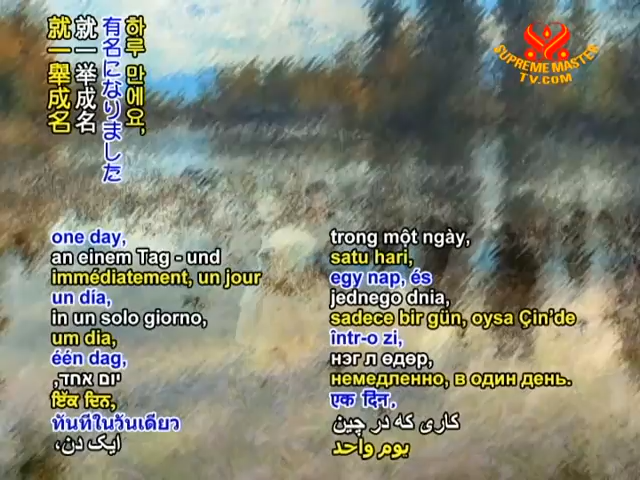 하루 만에요,
有名になりました
就一举成名
就一舉成名
SUPREME MASTER
TV.COM
one day,
an einem Tag - und
immédiatement, un jour
un día,
in un solo giorno,
um dia,
één dag,
יום אחד,
ਇੱਕ ਦਿਨ,
ทันทีในวันเดียว
ایک دن،
trong một ngày,
satu hari,
egy nap, és
jednego dnia,
sadece bir gün, oysa Çin'de
într-o zi,
нэг л өдөр,
немедленно, в один день.
एक दिन,
کاری که در چین
يوم واحد